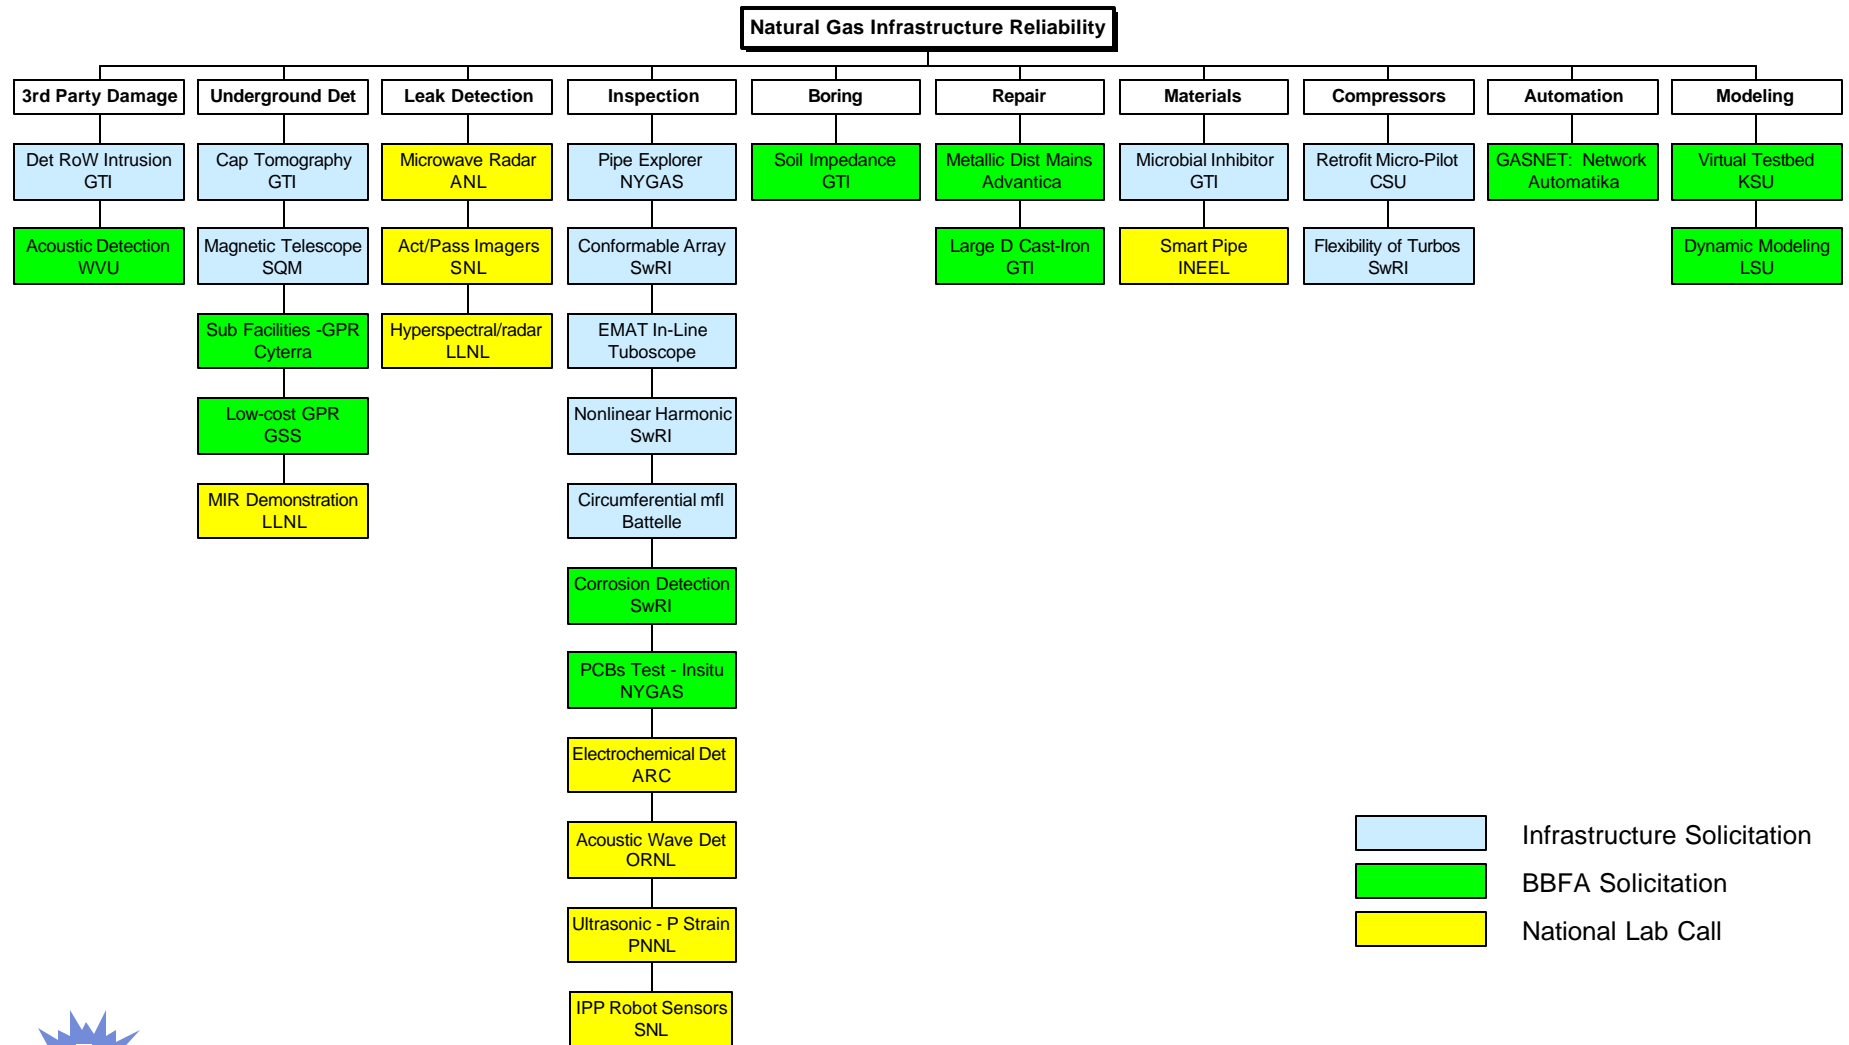 Natural Gas Infrastructure Reliability
3rd Party Damage
Underground Det
Leak Detection
Inspection
Boring
Repair
Materials
Compressors
Automation
Modeling
Det RoW Intrusion
GTI
Cap Tomography
GTI
Microwave Radar
ANL
Pipe Explorer
NYGAS
Soil Impedance
GTI
Metallic Dist Mains
Advantica
Microbial Inhibitor
GTI
Retrofit Micro-Pilot
CSU
GASNET: Network
Automatika
Virtual Testbed
KSU
Acoustic Detection
WVU
Magnetic Telescope
SQM
Act/Pass Imagers
SNL
Conformable Array
SwRI
Large D Cast-Iron
GTI
Smart Pipe
INEEL
Flexibility of Turbos
SwRI
Dynamic Modeling
LSU
Sub Facilities -GPR
Cyterra
Hyperspectral/radar
LLNL
EMAT In-Line
Tuboscope
Low-cost GPR
GSS
Nonlinear Harmonic
SwRI
MIR Demonstration
LLNL
Circumferential mfl
Battelle
Corrosion Detection
SwRI
PCBs Test - Insitu
NYGAS
Electrochemical Det
ARC
Acoustic Wave Det
ORNL
Ultrasonic - P Strain
PNNL
IPP Robot Sensors
SNL
Infrastructure Solicitation
BBFA Solicitation
National Lab Call